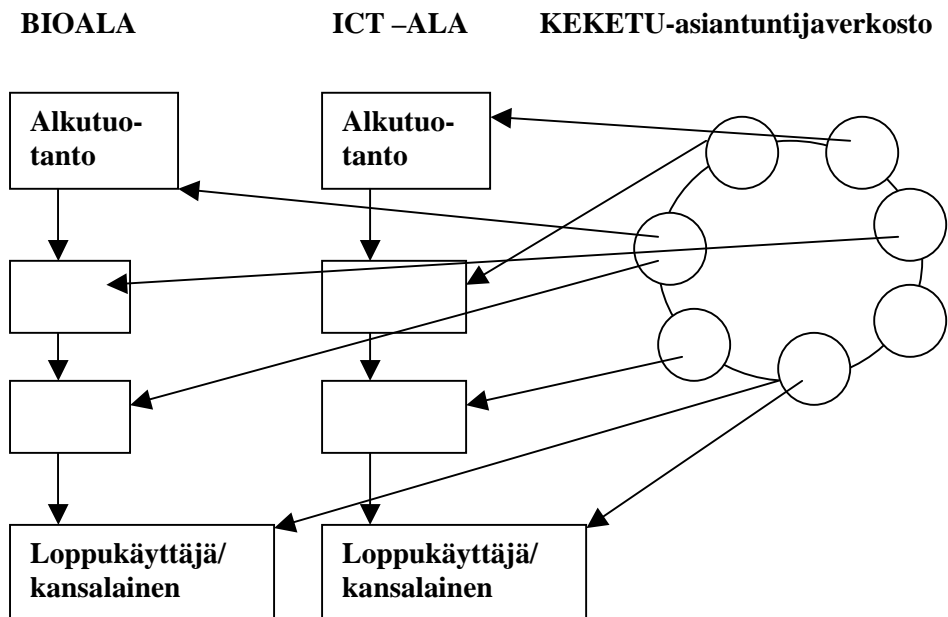 BIOALA ICT –ALA KEKETU-asiantuntijaverkosto
Alkutuo-
tanto
Alkutuo-
tanto
Loppukäyttäjä/
kansalainen
Loppukäyttäjä/
kansalainen